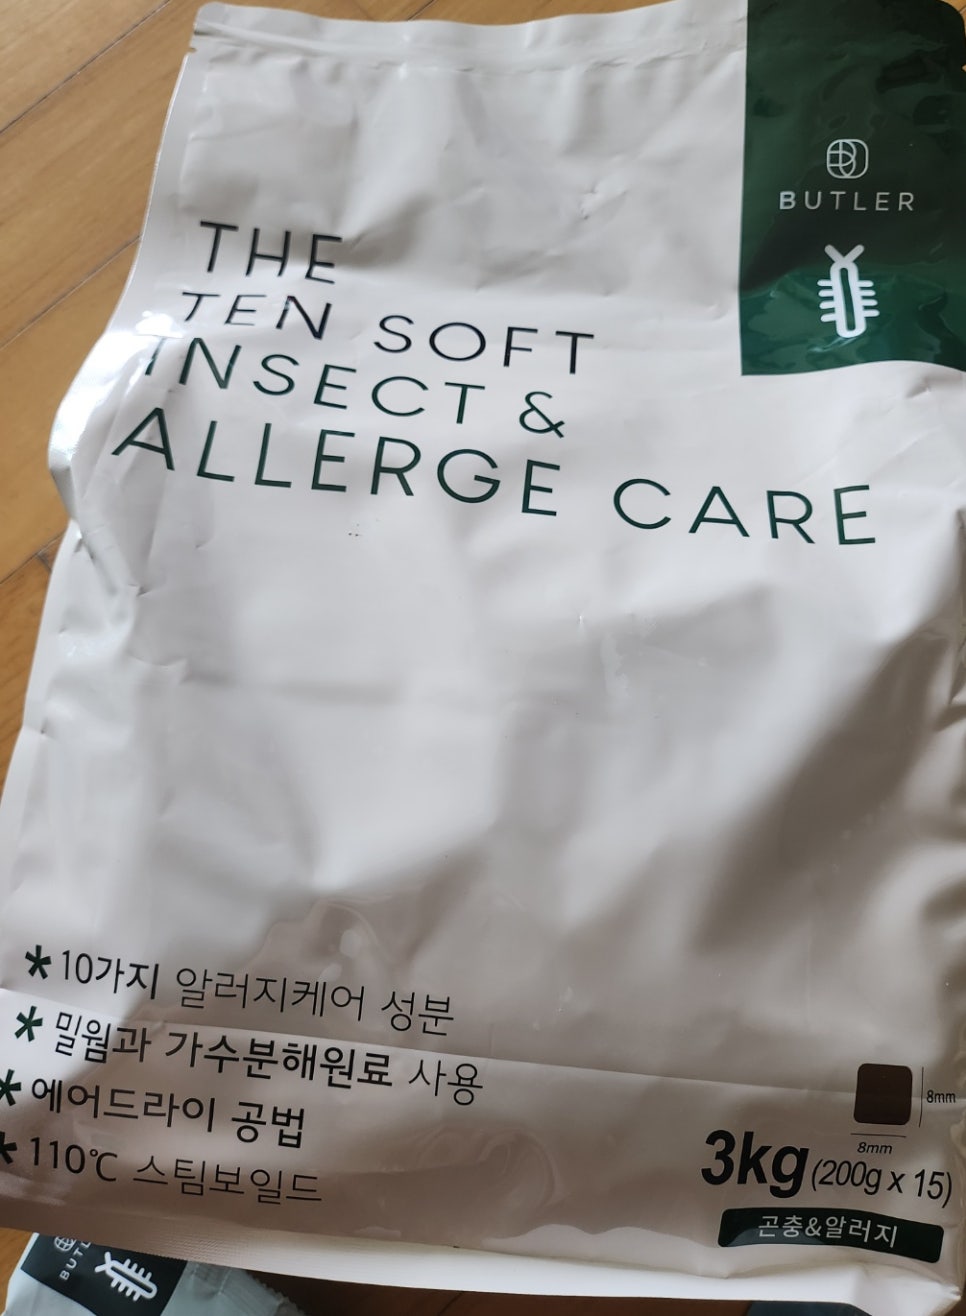 BUTLER
THE
TEN SOFT
INSECT &
ALLERGE CARE
* 10가지 알러지케어 성분
* 밀웜과 가수분해원료 사용
* 에어드라이 공법
* 110℃ 스팀보일드
8mm
8mm
3kg (200g x 15)
곤충&알러지
BUTL